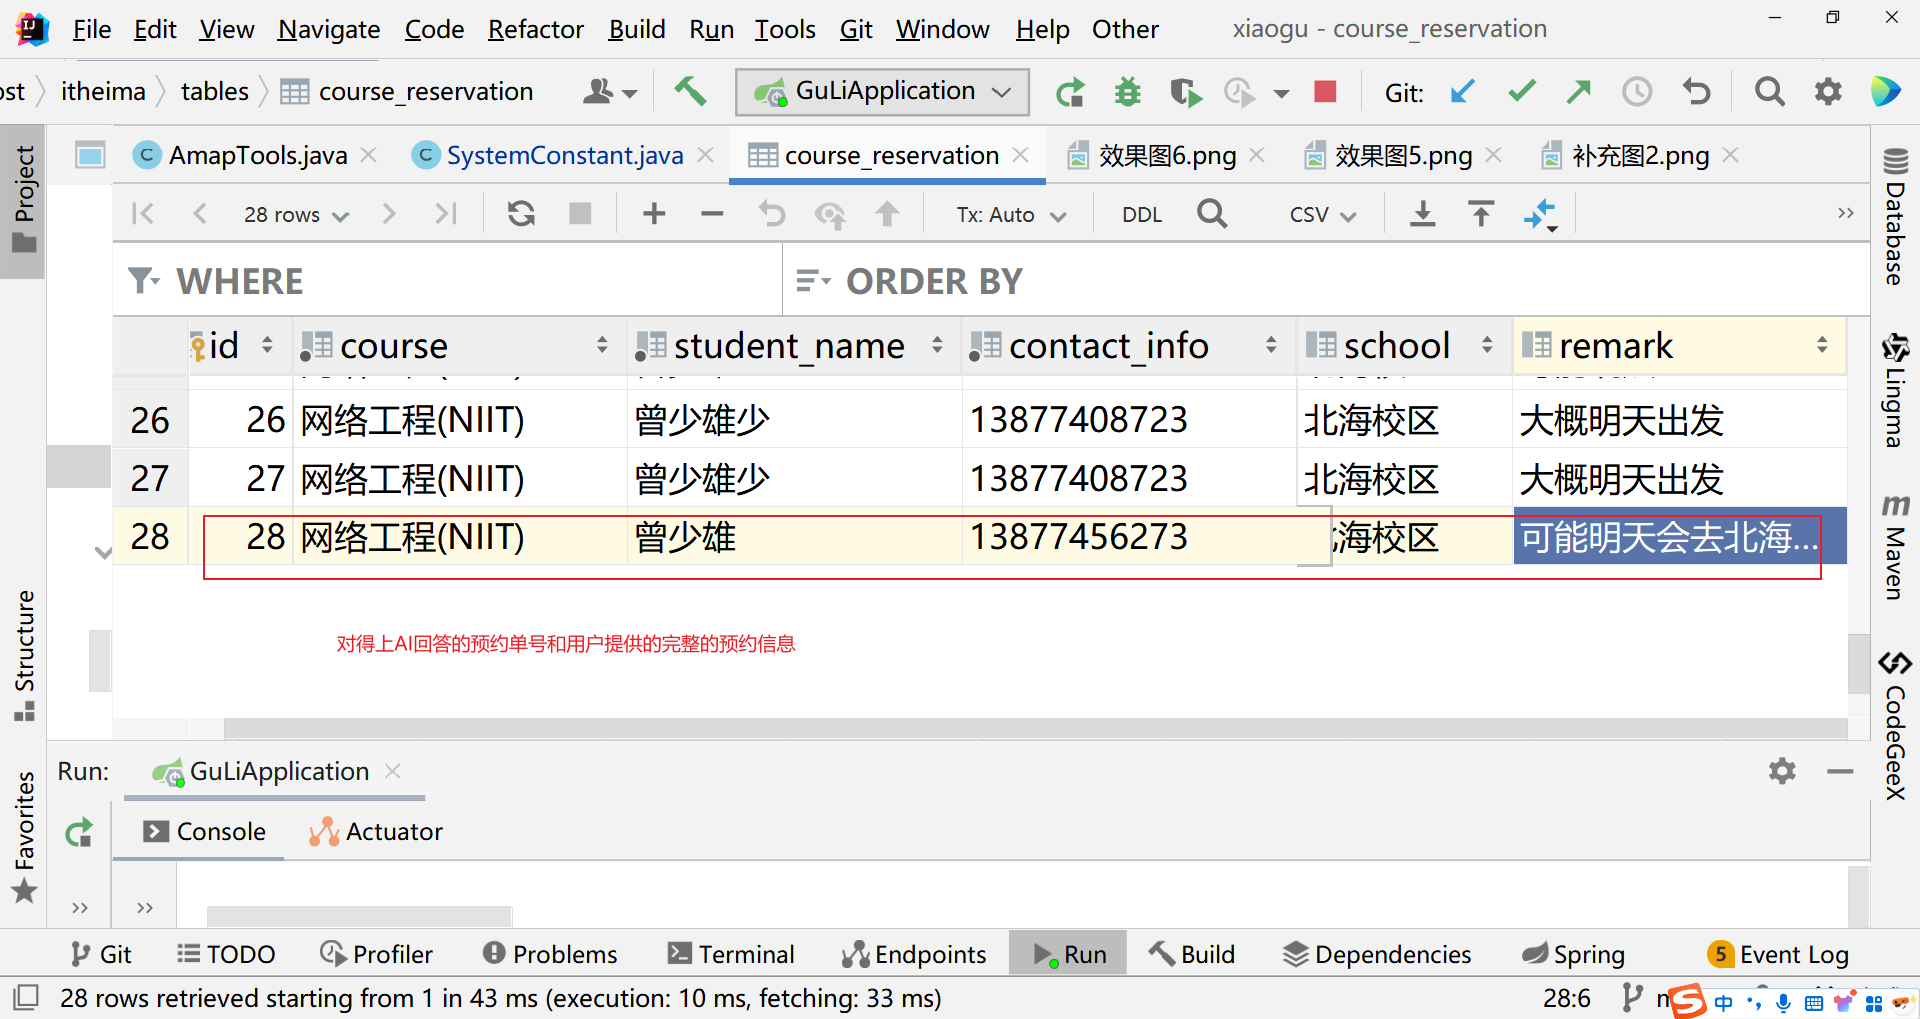 File Edit View Navigate Code Refactor Build Run Tools Git Window Help Other xiaogu - course_reservation
ost itheima tables course_reservation GuLiApplication Git:
AmapTools.java SystemConstant.java course_reservation 效果图6.png 效果图5.png 补充图2.png
28 rows Tx: Auto DDL CSV
WHERE ORDER BY
id course student_name contact_info school remark
26 26 网络工程(NIIT) 曾少雄少 13877408723 北海校区 大概明天出发
27 27 网络工程(NIIT) 曾少雄少 13877408723 北海校区 大概明天出发
28 28 网络工程(NIIT) 曾少雄 13877456273 海校区 可能明天会去北海...
对得上AI回答的预约单号和用户提供的完整的预约信息
Project
Structure
Favorites
Database
Lingma
Maven
CodeGeeX
Run: GuLiApplication
Console Actuator
Git TODO Profiler Problems Terminal Endpoints Run Build Dependencies Spring 5 Event Log
28 rows retrieved starting from 1 in 43 ms (execution: 10 ms, fetching: 33 ms) 28:6 中